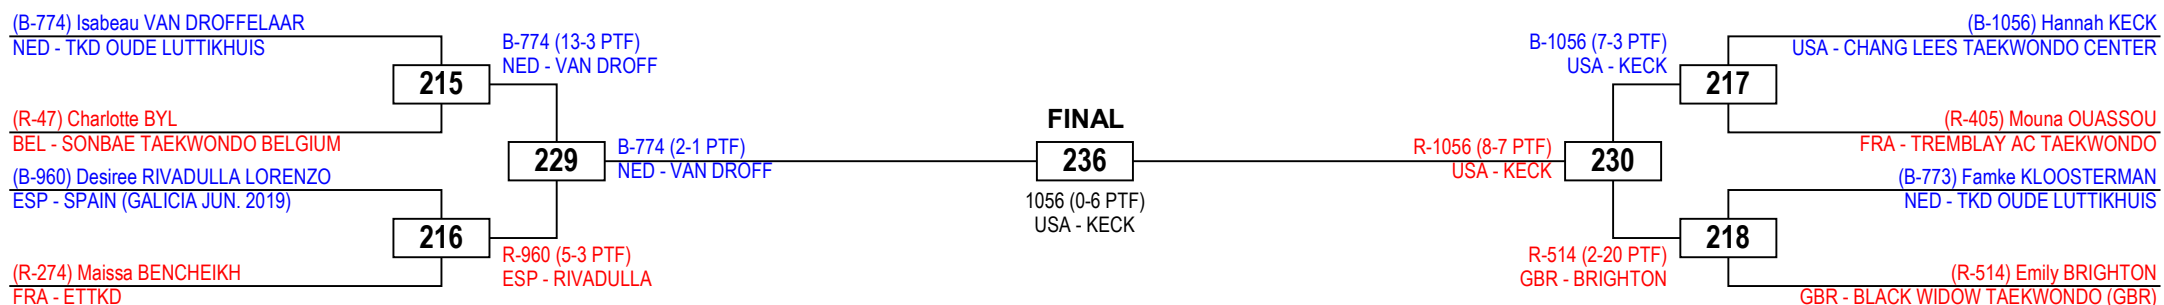 (B-774) Isabeau VAN DROFFELAAR
NED - TKD OUDE LUTTIKHUIS
215
(R-47) Charlotte BYL
BEL - SONBAE TAEKWONDO BELGIUM
(B-960) Desiree RIVADULLA LORENZO
ESP - SPAIN (GALICIA JUN. 2019)
216
(R-274) Maissa BENCHEIKH
FRA - ETTKD
B-774 (13-3 PTF)
NED - VAN DROFF
229
R-960 (5-3 PTF)
ESP - RIVADULLA
B-774 (2-1 PTF)
NED - VAN DROFF
FINAL
236
1056 (0-6 PTF)
USA - KECK
R-1056 (8-7 PTF)
USA - KECK
B-1056 (7-3 PTF)
USA - KECK
230
R-514 (2-20 PTF)
GBR - BRIGHTON
(B-1056) Hannah KECK
USA - CHANG LEES TAEKWONDO CENTER
217
(R-405) Mouna OUASSOU
FRA - TREMBLAY AC TAEKWONDO
(B-773) Famke KLOOSTERMAN
NED - TKD OUDE LUTTIKHUIS
218
(R-514) Emily BRIGHTON
GBR - BLACK WIDOW TAEKWONDO (GBR)